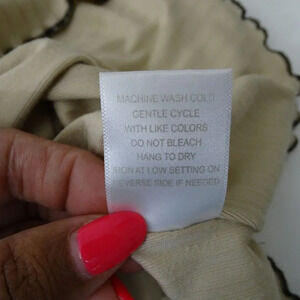 MACHINE WASH COLD
GENTLE CYCLE
WITH LIKE COLORS
DO NOT BLEACH
HANG TO DRY
IRON AT LOW SETTING ON
REVERSE SIDE IF NEEDED